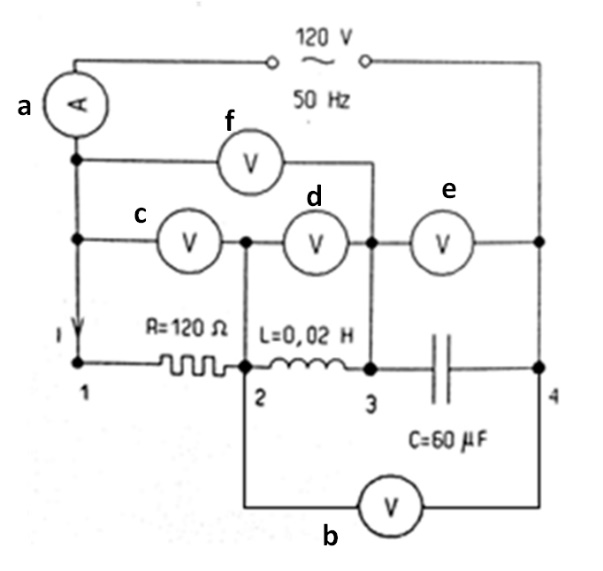 120 V
~
50 Hz
a
A
f
V
c
V
d
V
e
V
I
R=120 Ω
L=0,02 H
1
2
3
4
C=60 µF
V
b